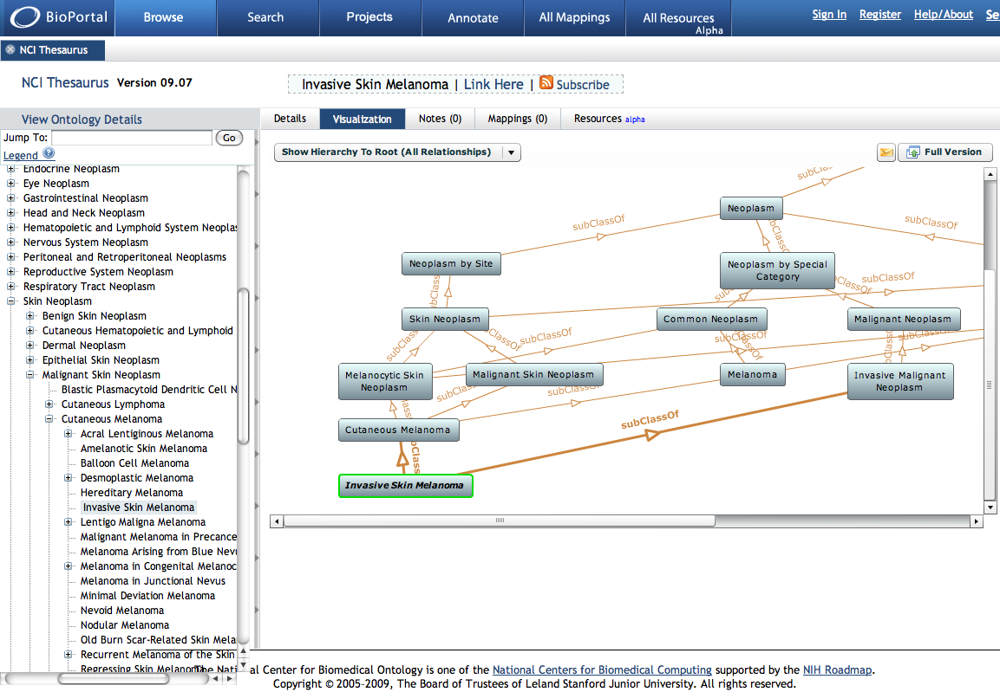 BioPortal
Browse
Search
Projects
Annotate
All Mappings
All Resources
Alpha
Sign In Register Help/About Se
NCI Thesaurus
NCI Thesaurus Version 09.07
Invasive Skin Melanoma | Link Here | Subscribe
View Ontology Details
Jump To: Go
Legend ?
Endocrine Neoplasm
Eye Neoplasm
Gastrointestinal Neoplasm
Head and Neck Neoplasm
Hematopoietic and Lymphoid System Neopla
Nervous System Neoplasm
Peritoneal and Retroperitoneal Neoplasms
Reproductive System Neoplasm
Respiratory Tract Neoplasm
Skin Neoplasm
Benign Skin Neoplasm
Cutaneous Hematopoietic and Lymphoid
Dermal Neoplasm
Epithelial Skin Neoplasm
Malignant Skin Neoplasm
Blastic Plasmacytoid Dendritic Cell N
Cutaneous Lymphoma
Cutaneous Melanoma
Acral Lentiginous Melanoma
Amelanotic Skin Melanoma
Balloon Cell Melanoma
Desmoplastic Melanoma
Hereditary Melanoma
Invasive Skin Melanoma
Lentigo Maligna Melanoma
Malignant Melanoma in Precance
Melanoma Arising from Blue Nev
Melanoma in Congenital Melanoc
Melanoma in Junctional Nevus
Minimal Deviation Melanoma
Nevoid Melanoma
Nodular Melanoma
Old Burn Scar-Related Skin Mela
Recurrent Melanoma of the Skin
Regressing Skin Melanoma
Details Visualization Notes (0) Mappings (0) Resources alpha
Show Hierarchy To Root (All Relationships)
Full Version
subClassOf
Neoplasm
subClassOf
subClassOf
subClassOf
Neoplasm by Site
Neoplasm by Special
Category
subClassOf
subClassOf
subClassOf
Skin Neoplasm
Common Neoplasm
Malignant Neoplasm
subClassOf
subClassOf
subClassOf
subClassOf
subClassOf
subClassOf
Melanocytic Skin
Neoplasm
Malignant Skin Neoplasm
Melanoma
Invasive Malignant
Neoplasm
subClassOf
subClassOf
subClassOf
Cutaneous Melanoma
subClassOf
subClassOf
Invasive Skin Melanoma
The National Center for Biomedical Ontology is one of the National Centers for Biomedical Computing supported by the NIH Roadmap.
Copyright © 2005-2009, The Board of Trustees of Leland Stanford Junior University. All rights reserved.